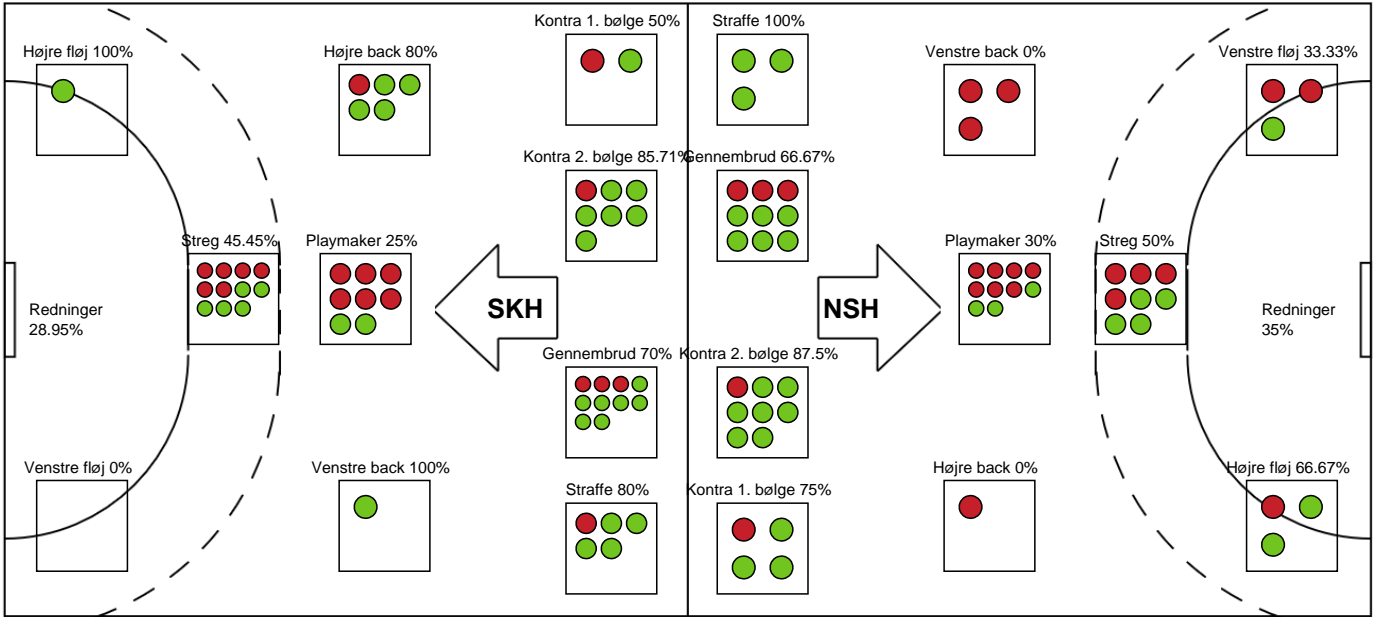 Kontra 1. bølge 50%
Straffe 100%
Højre fløj 100%
Højre back 80%
Venstre back 0%
Venstre fløj 33.33%
Kontra 2. bølge 85.71%
Gennembrud 66.67%
Streg 45.45%
Playmaker 25%
Playmaker 30%
Streg 50%
Redninger
28.95%
SKH
NSH
Redninger
35%
Gennembrud 70%
Kontra 2. bølge 87.5%
Venstre fløj 0%
Venstre back 100%
Straffe 80%
Kontra 1. bølge 75%
Højre back 0%
Højre fløj 66.67%